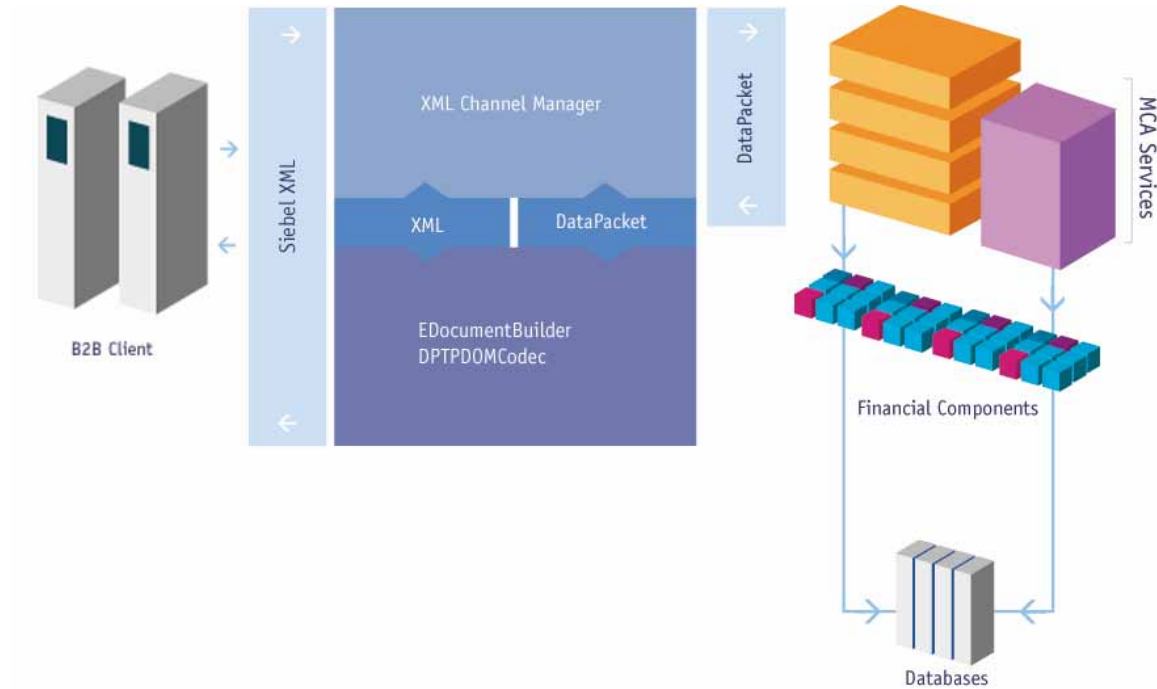 B2B Client
Siebel XML
XML Channel Manager
XML
DataPacket
EDocumentBuilder
DPTPDOMCodec
DataPacket
MCA Services
Financial Components
Databases